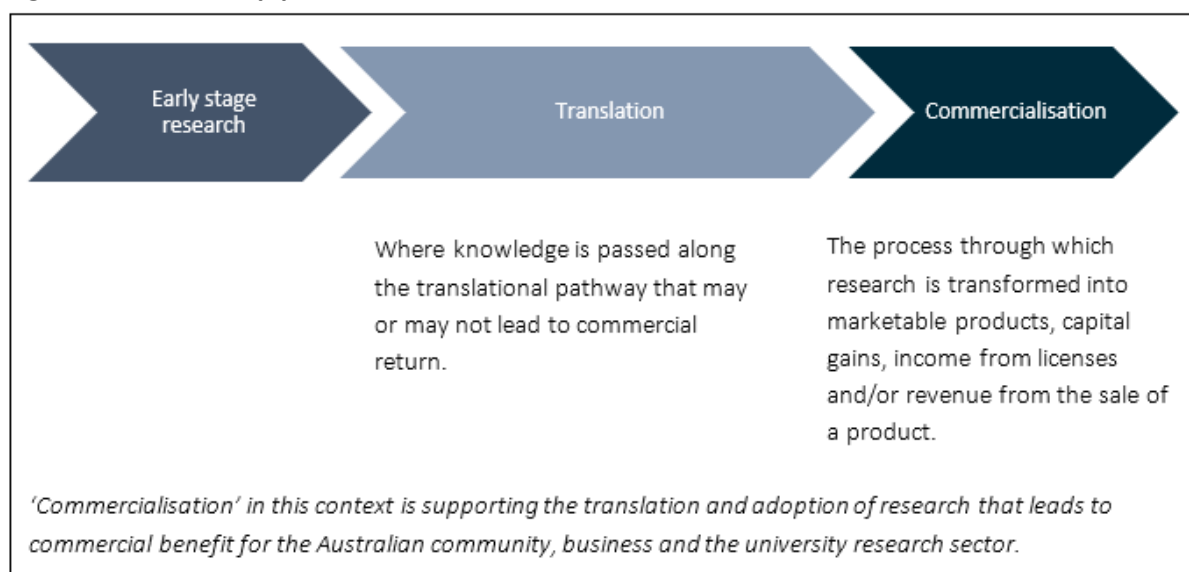 Early stage
research
Translation
Commercialisation
Where knowledge is passed along
the translational pathway that may
or may not lead to commercial
return.
The process through which
research is transformed into
marketable products, capital
gains, income from licenses
and/or revenue from the sale of
a product.
‘Commercialisation’ in this context is supporting the translation and adoption of research that leads to
commercial benefit for the Australian community, business and the university research sector.